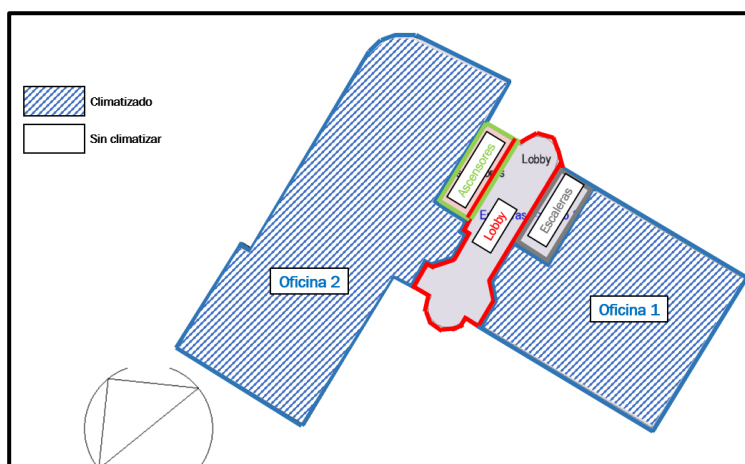 Climatizado
Sin climatizar
Ascensores
Lobby
Escaleras
Lobby
Oficina 2
Oficina 1